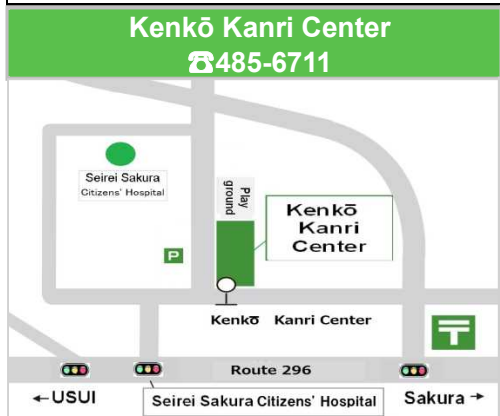 Kenkō Kanri Center
☎485-6711
Seirei Sakura
Citizens' Hospital
Play
ground
Kenkō
Kanri
Center
P
Kenkō Kanri Center
〒
Route 296
←USUI
Seirei Sakura Citizens' Hospital
Sakura→